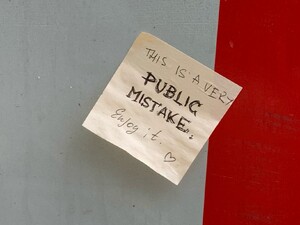 THIS IS A VERY
PUBLIC
MISTAKE.
Enjoy it.